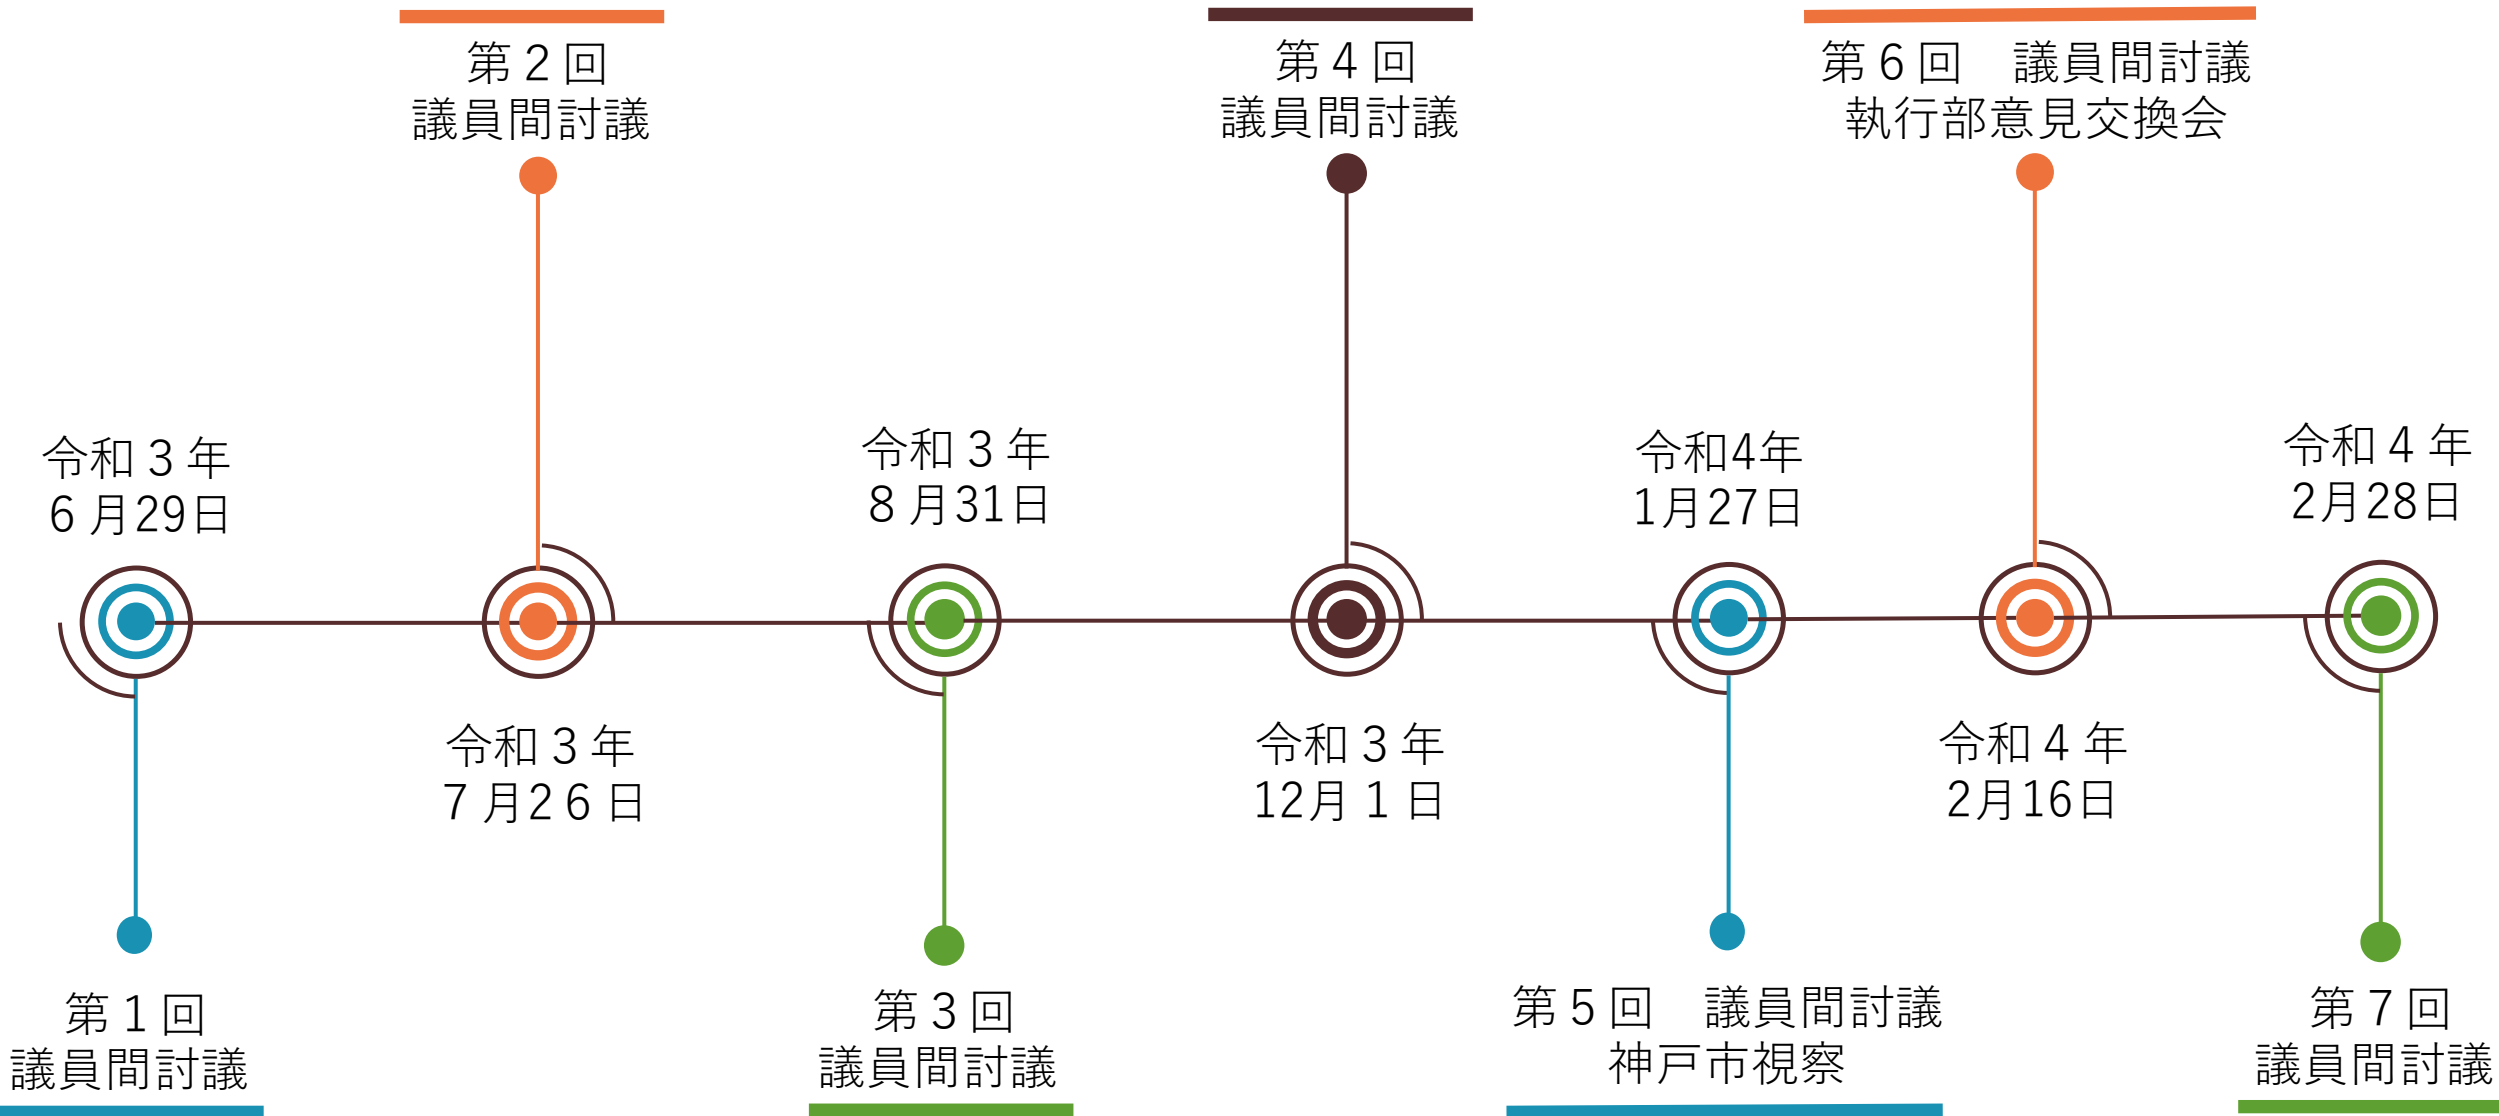 第２回
議員間討議
第４回
議員間討議
第６回　議員間討議
執行部意見交換会
令和３年
６月29日
令和３年
８月31日
令和4年
1月27日
令和４年
2月28日
令和３年
７月2６日
令和３年
12月１日
令和４年
2月16日
第１回
議員間討議
第３回
議員間討議
第５回　議員間討議
神戸市視察
第７回
議員間討議